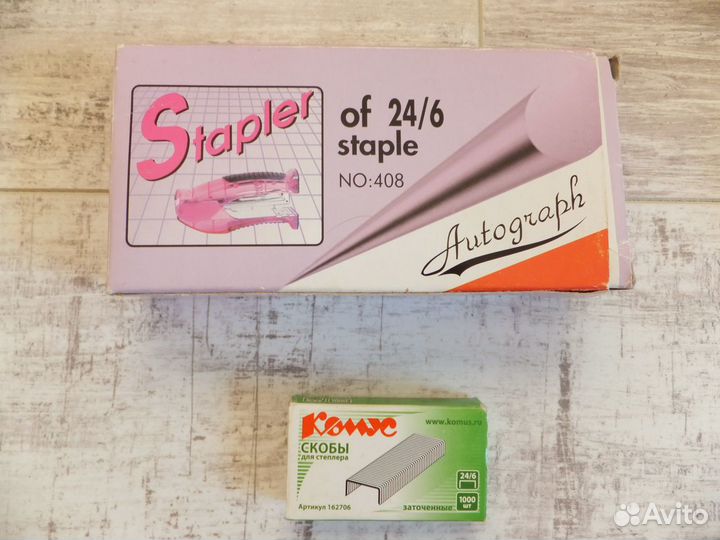 Stapler
of 24/6
staple
NO:408
Autograph
Комус
www.komus.ru
СКОБЫ
для степлера
24/6
1000
шт
Артикул 162706
заточенные
Avito